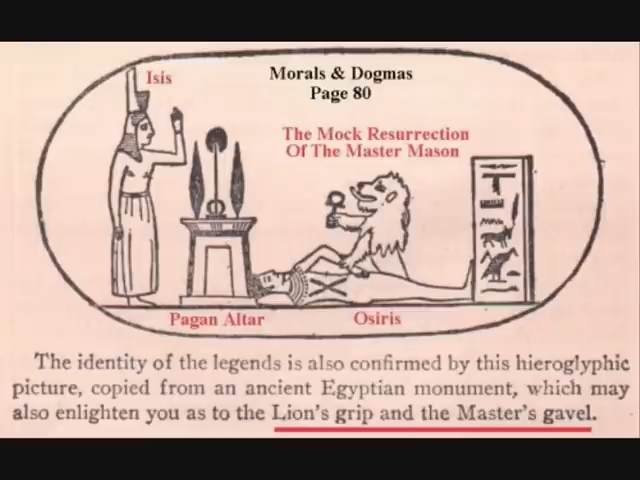 Isis
Morals & Dogmas
Page 80
The Mock Resurrection
Of The Master Mason
Pagan Altar
Osiris
The identity of the legends is also confirmed by this hieroglyphic
picture, copied from an ancient Egyptian monument, which may
also enlighten you as to the Lion's grip and the Master's gavel.